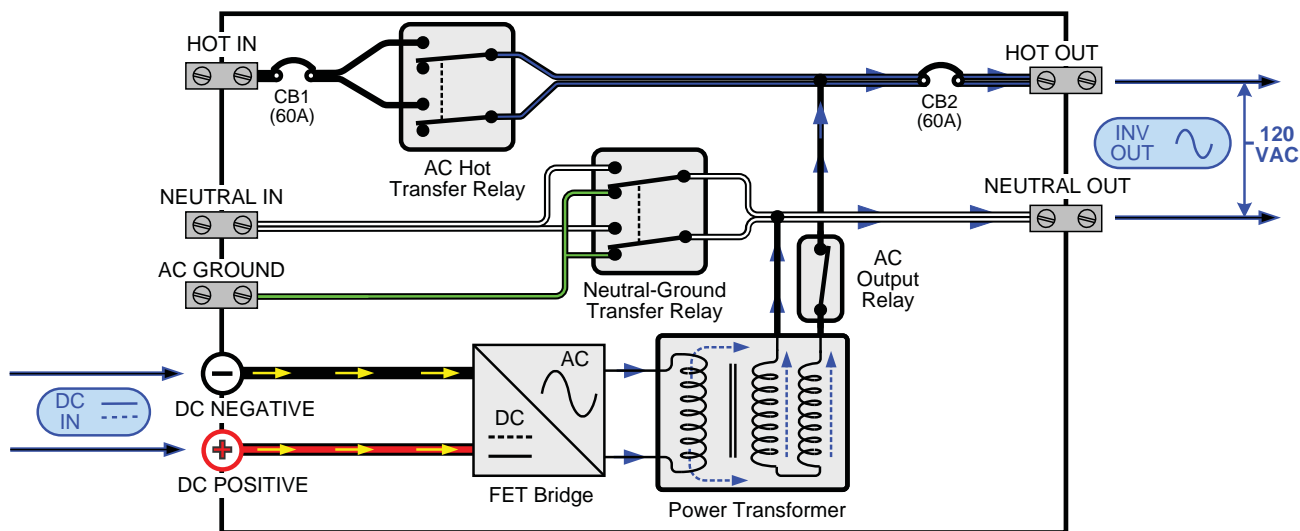 HOT IN
CB1
(60A)
AC Hot
Transfer Relay
HOT OUT
CB2
(60A)
INV
OUT
120
VAC
NEUTRAL IN
NEUTRAL OUT
AC GROUND
Neutral-Ground
Transfer Relay
AC
Output
Relay
DC
IN
DC NEGATIVE
DC POSITIVE
AC
DC
FET Bridge
Power Transformer